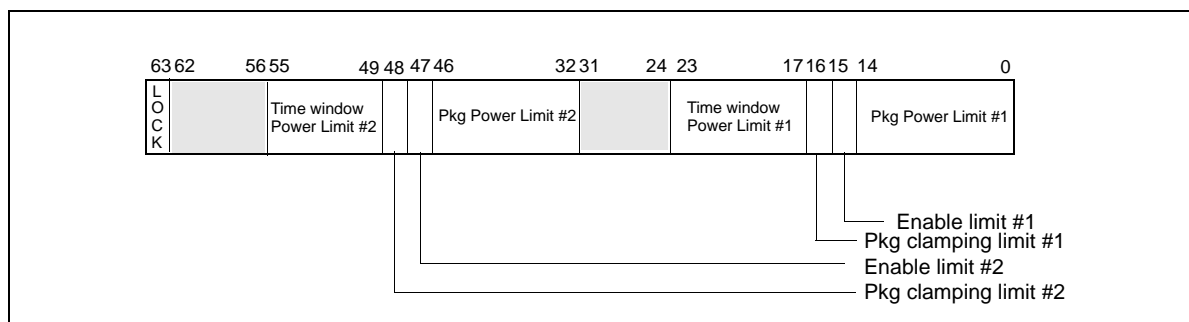 63 62 56 55 49 48 47 46 32 31 24 23 17 16 15 14 0
L
O
C
K
Time window
Power Limit #2
Pkg Power Limit #2
Time window
Power Limit #1
Pkg Power Limit #1
Enable limit #1
Pkg clamping limit #1
Enable limit #2
Pkg clamping limit #2